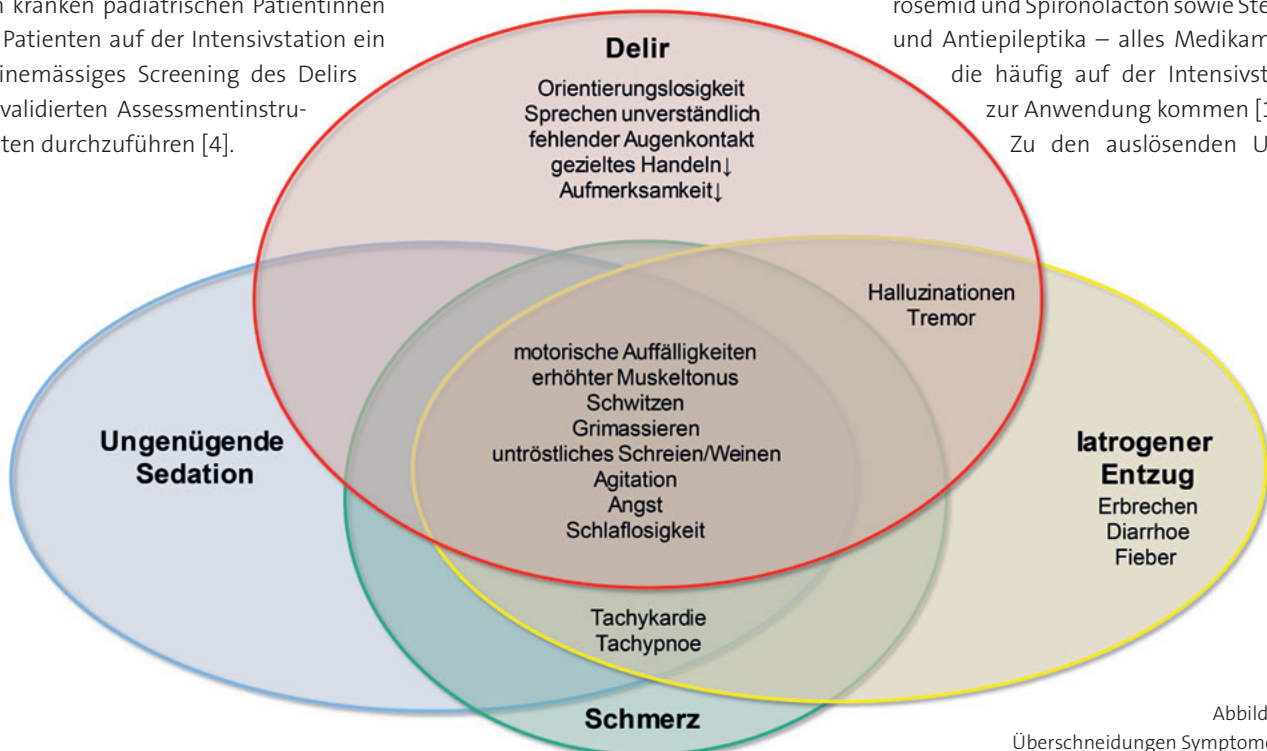 kranken pädiatrischen Patientinnen
Patienten auf der Intensivstation ein
inemässiges Screening des Delirs
validierten Assessmentinstru-
ten durchzuführen [4].
rosemid und Spironolacton sowie Ste
und Antiepileptika – alles Medikam
die häufig auf der Intensivst
zur Anwendung kommen [1
Zu den auslösenden U
Delir
Orientierungslosigkeit
Sprechen unverständlich
fehlender Augenkontakt
gezieltes Handeln↓
Aufmerksamkeit↓
Halluzinationen
Tremor
motorische Auffälligkeiten
erhöhter Muskeltonus
Schwitzen
Grimassieren
untröstliches Schreien/Weinen
Agitation
Angst
Schlaflosigkeit
Ungenügende
Sedation
Iatrogener
Entzug
Erbrechen
Diarrhoe
Fieber
Tachykardie
Tachypnoe
Schmerz
Abbild
Überschneidungen Symptom